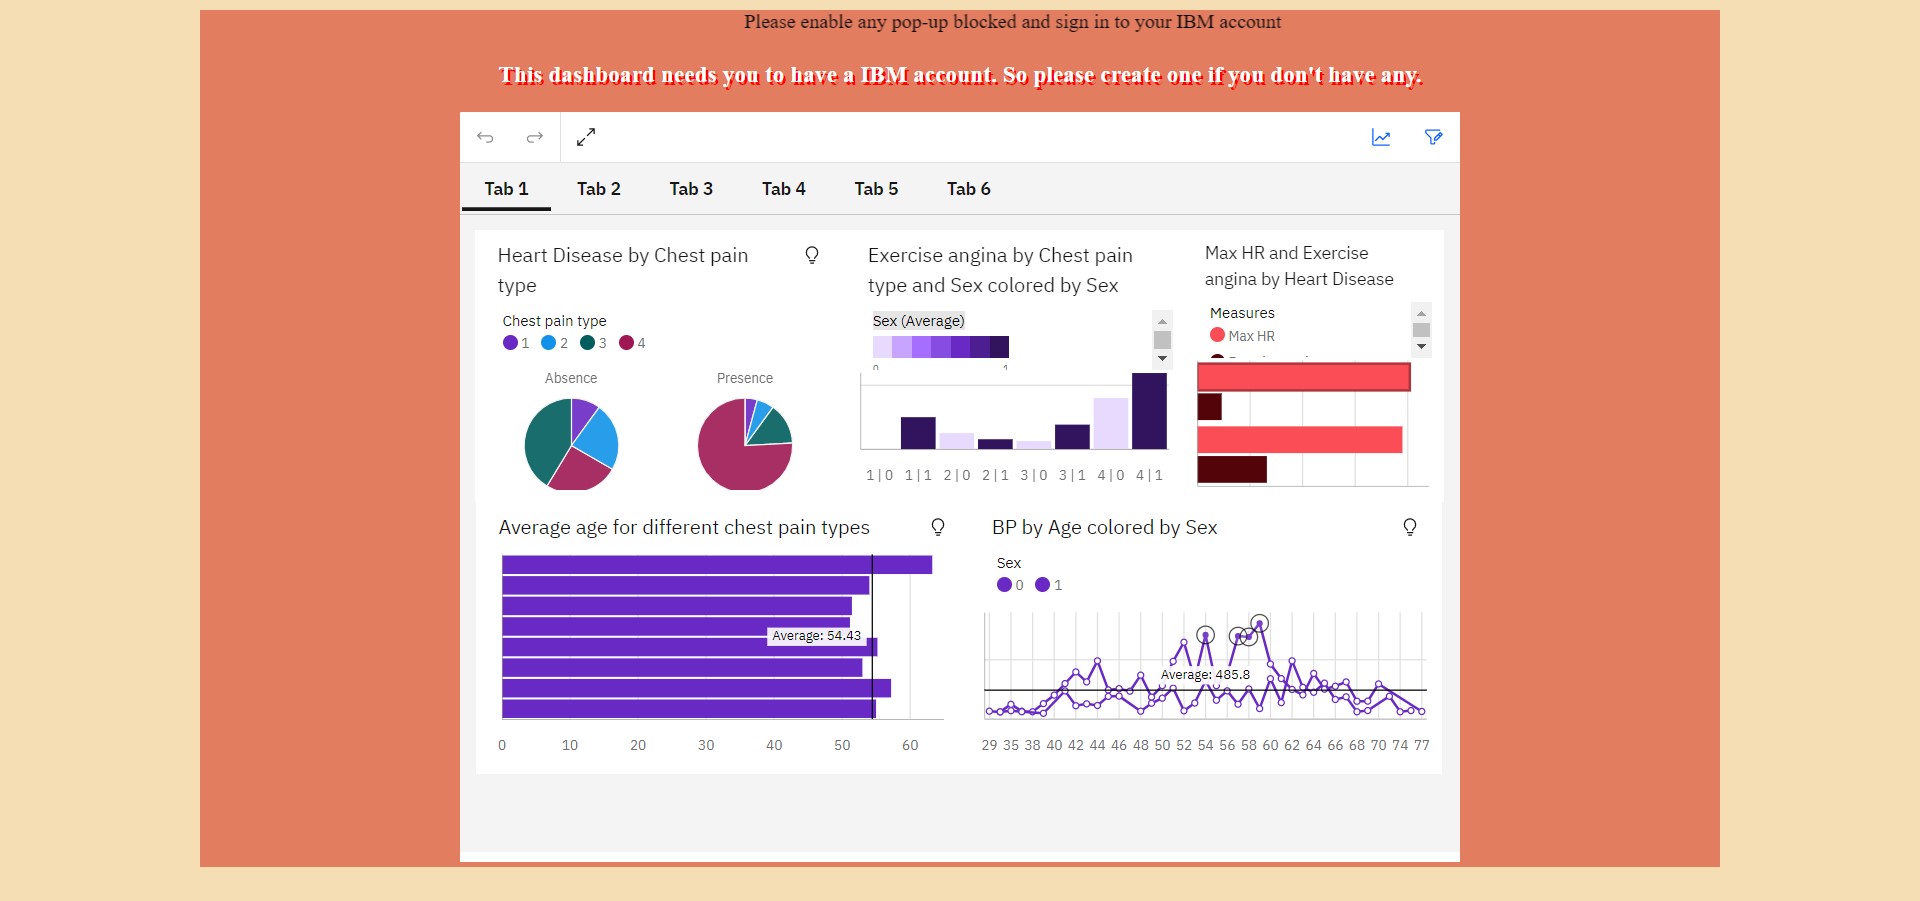 Please enable any pop-up blocked and sign in to your IBM account
This dashboard needs you to have a IBM account. So please create one if you don't have any.
Tab 1 Tab 2 Tab 3 Tab 4 Tab 5 Tab 6
Heart Disease by Chest pain
type
Chest pain type
1 2 3 4
Absence Presence
Exercise angina by Chest pain
type and Sex colored by Sex
Sex (Average)
1|0 1|1 2|0 2|1 3|0 3|1 4|0 4|1
Max HR and Exercise
angina by Heart Disease
Measures
Max HR
Average age for different chest pain types
Average: 54.43
0 10 20 30 40 50 60
BP by Age colored by Sex
Sex
0 1
Average: 485.8
29 35 38 40 42 44 46 48 50 52 54 56 58 60 62 64 66 68 70 74 77